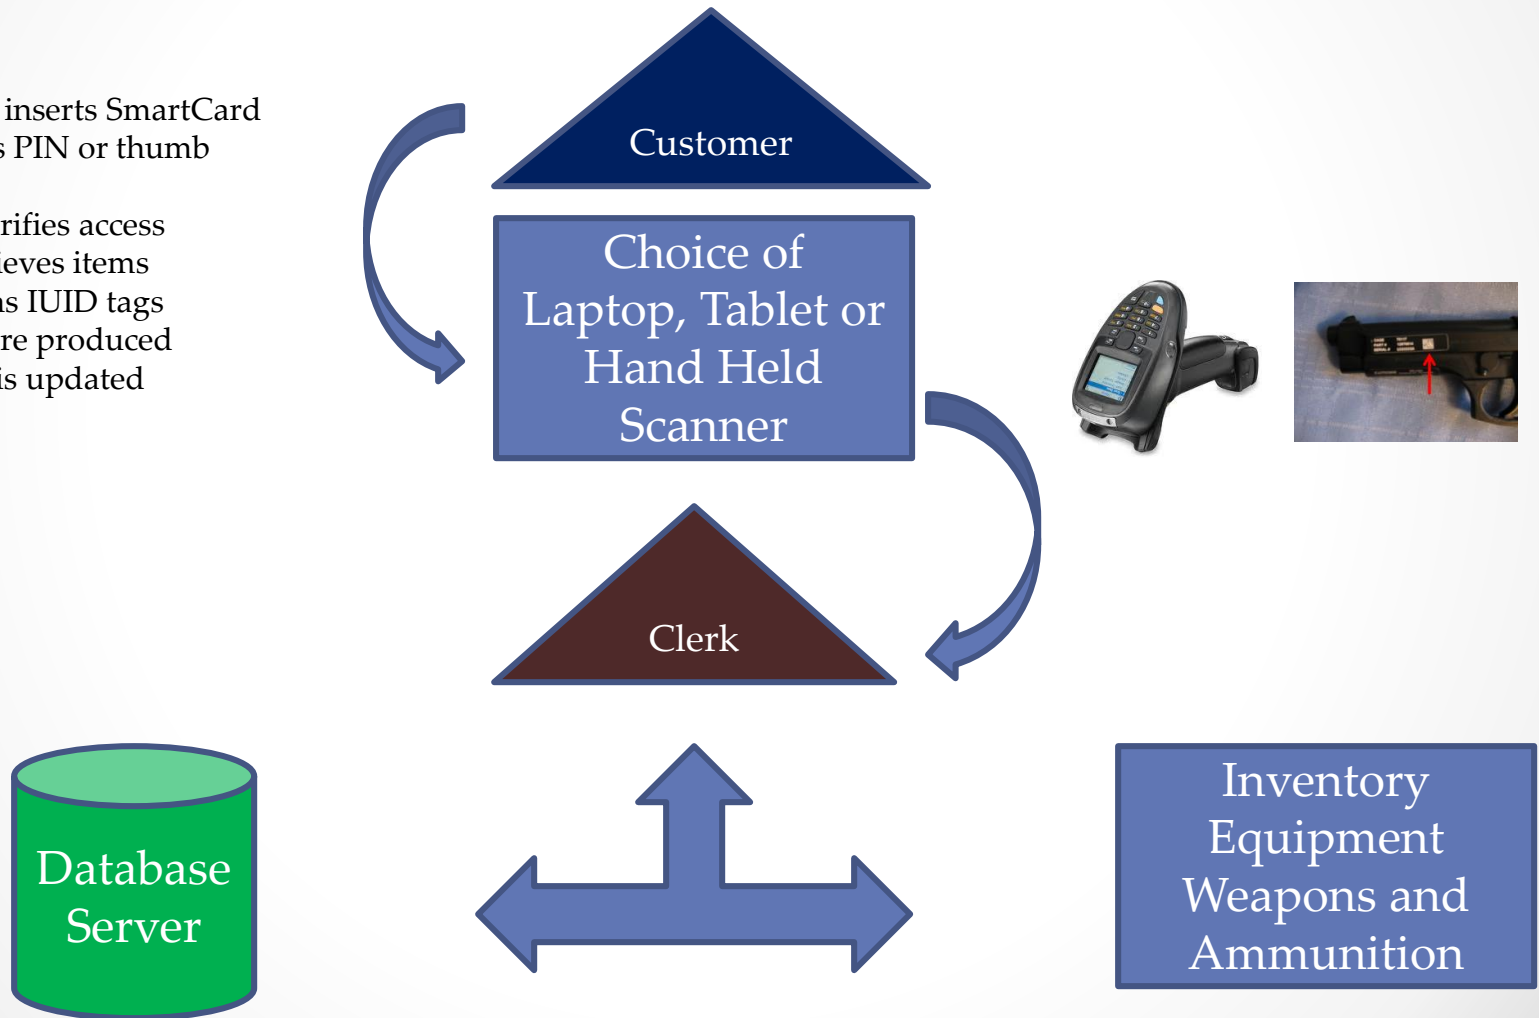 inserts SmartCard
s PIN or thumb
rifies access
ieves items
ns IUID tags
re produced
is updated
Customer
Choice of
Laptop, Tablet or
Hand Held
Scanner
Clerk
Database
Server
Inventory
Equipment
Weapons and
Ammunition